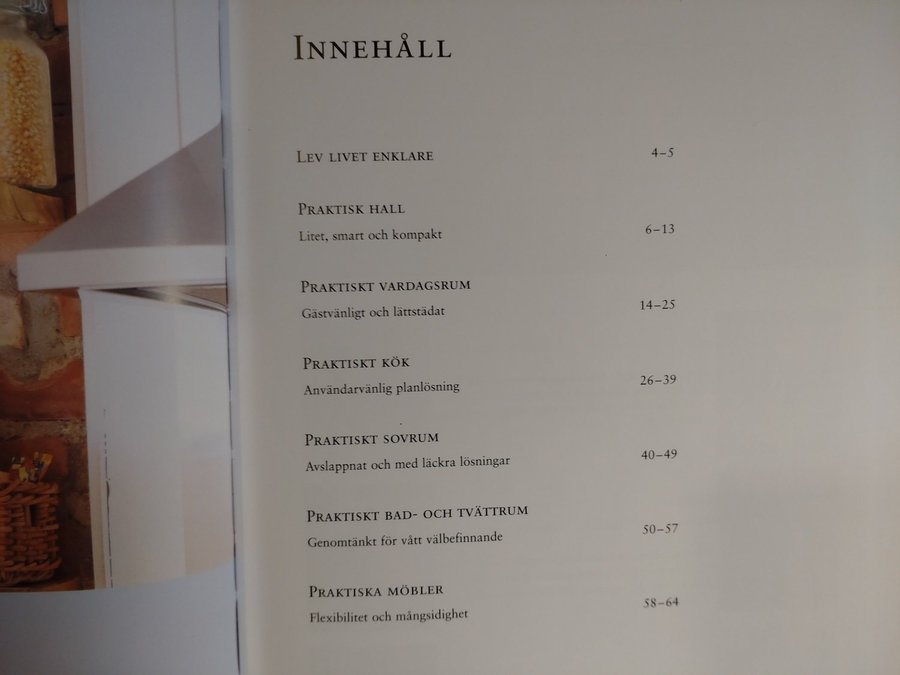 INNEHÅLL
LEV LIVET ENKLARE 4–5
PRAKTISK HALL
Litet, smart och kompakt 6–13
PRAKTISKT VARDAGSRUM
Gästvänligt och lättstädat 14–25
PRAKTISKT KÖK
Användarvänlig planlösning 26–39
PRAKTISKT SOVRUM
Avslappnat och med läckra lösningar 40–49
PRAKTISKT BAD- OCH TVÄTTRUM
Genomtänkt för vått välbefinnande 50–57
PRAKTISKA MÖBLER
Flexibilitet och mångsidighet 58–64